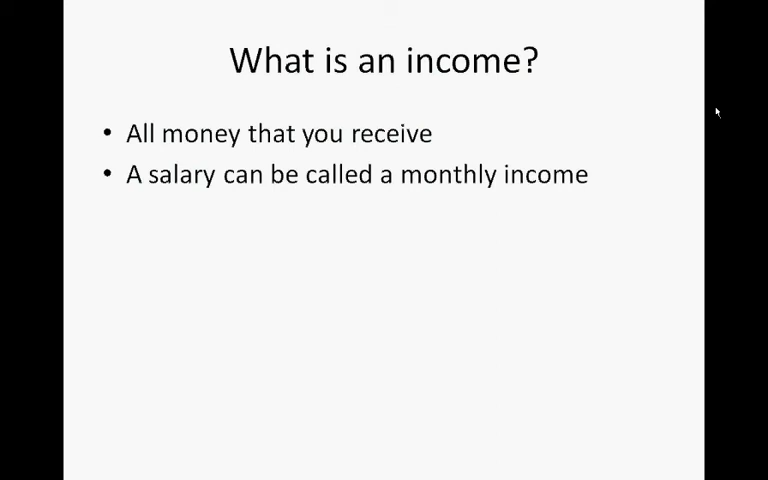 What is an income?
• All money that you receive
• A salary can be called a monthly income